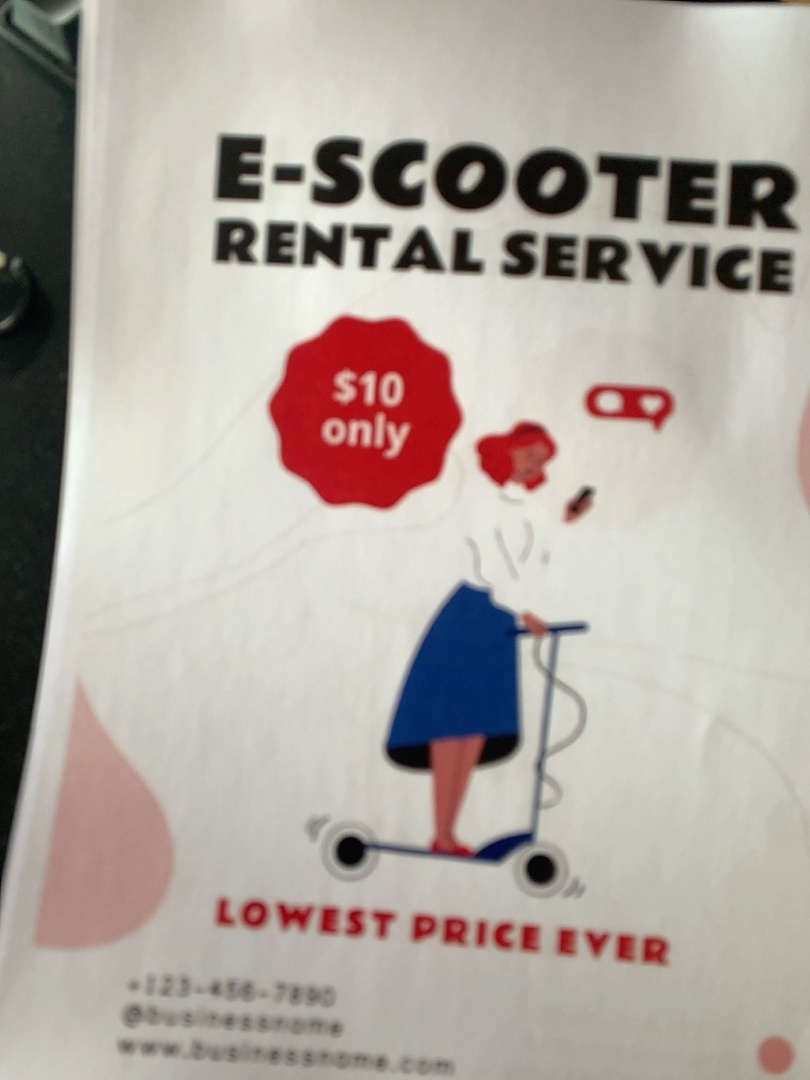 E-SCOOTER
RENTAL SERVICE
$10
only
LOWEST PRICE EVER
+123-456-7890
@businessname
www.businessname.com